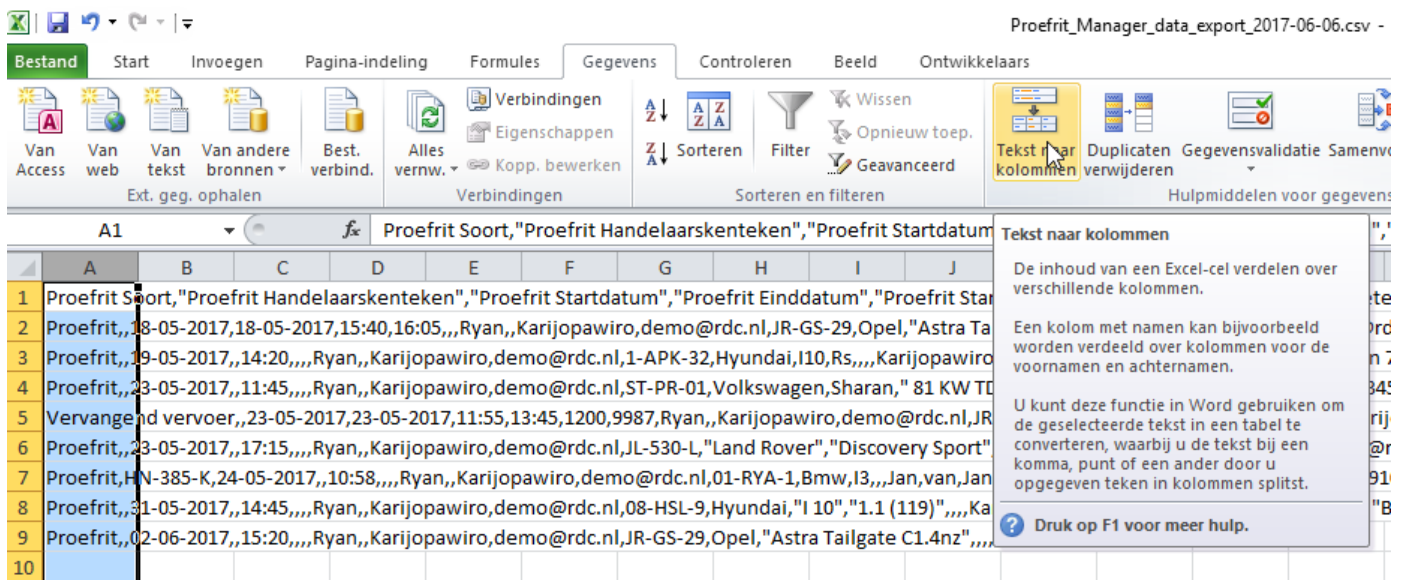 Proefrit_Manager_data_export_2017-06-06.csv -
Bestand Start Invoegen Pagina-indeling Formules Gegevens Controleren Beeld Ontwikkelaars
Van Access
Van web
Van tekst
Van andere bronnen
Best. verbind.
Alles vernw.
Verbindingen
Eigenschappen
Kopp. bewerken
Sorteren
Filter
Wissen
Opnieuw toep.
Geavanceerd
Tekst naar kolommen
Duplicaten verwijderen
Gegevensvalidatie
Samenvo
Ext. geg. ophalen Verbindingen Sorteren en filteren Hulpmiddelen voor gegevens
A1 fx Proefrit Soort,"Proefrit Handelaarskenteken","Proefrit Startdatum
A B C D E F G H I J
1 Proefrit Soort,"Proefrit Handelaarskenteken","Proefrit Startdatum","Proefrit Einddatum","Proefrit Star
2 Proefrit,,18-05-2017,18-05-2017,15:40,16:05,,,Ryan,,Karijopawiro,demo@rdc.nl,JR-GS-29,Opel,"Astra Ta
3 Proefrit,,19-05-2017,,14:20,,,,Ryan,,Karijopawiro,demo@rdc.nl,1-APK-32,Hyundai,I10,Rs,,,,Karijopawiro
4 Proefrit,,23-05-2017,,11:45,,,,Ryan,,Karijopawiro,demo@rdc.nl,ST-PR-01,Volkswagen,Sharan," 81 KW TD
5 Vervangend vervoer,,23-05-2017,23-05-2017,11:55,13:45,1200,9987,Ryan,,Karijopawiro,demo@rdc.nl,JR
6 Proefrit,,23-05-2017,,17:15,,,,Ryan,,Karijopawiro,demo@rdc.nl,JL-530-L,"Land Rover","Discovery Sport",
7 Proefrit,HN-385-K,24-05-2017,,10:58,,,,Ryan,,Karijopawiro,demo@rdc.nl,01-RYA-1,Bmw,I3,,,Jan,van,Jan
8 Proefrit,,31-05-2017,,14:45,,,,Ryan,,Karijopawiro,demo@rdc.nl,08-HSL-9,Hyundai,"I 10","1.1 (119)",,,,Ka
9 Proefrit,,02-06-2017,,15:20,,,,Ryan,,Karijopawiro,demo@rdc.nl,JR-GS-29,Opel,"Astra Tailgate C1.4nz",,,,
10
Tekst naar kolommen
De inhoud van een Excel-cel verdelen over
verschillende kolommen.
Een kolom met namen kan bijvoorbeeld
worden verdeeld over kolommen voor de
voornamen en achternamen.
U kunt deze functie in Word gebruiken om
de geselecteerde tekst in een tabel te
converteren, waarbij u de tekst bij een
komma, punt of een ander door u
opgegeven teken in kolommen splitst.
Druk op F1 voor meer hulp.